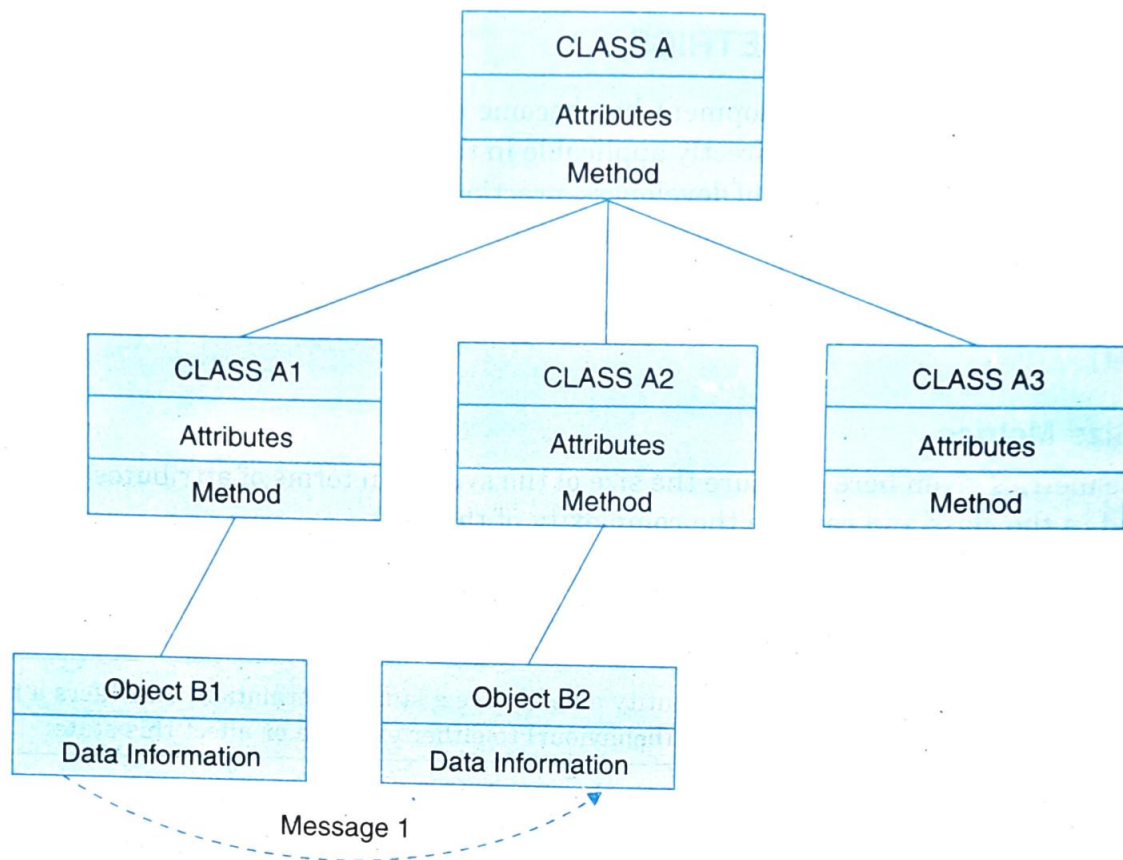 CLASS A
Attributes
Method
CLASS A1
Attributes
Method
CLASS A2
Attributes
Method
CLASS A3
Attributes
Method
Object B1
Data Information
Object B2
Data Information
Message 1